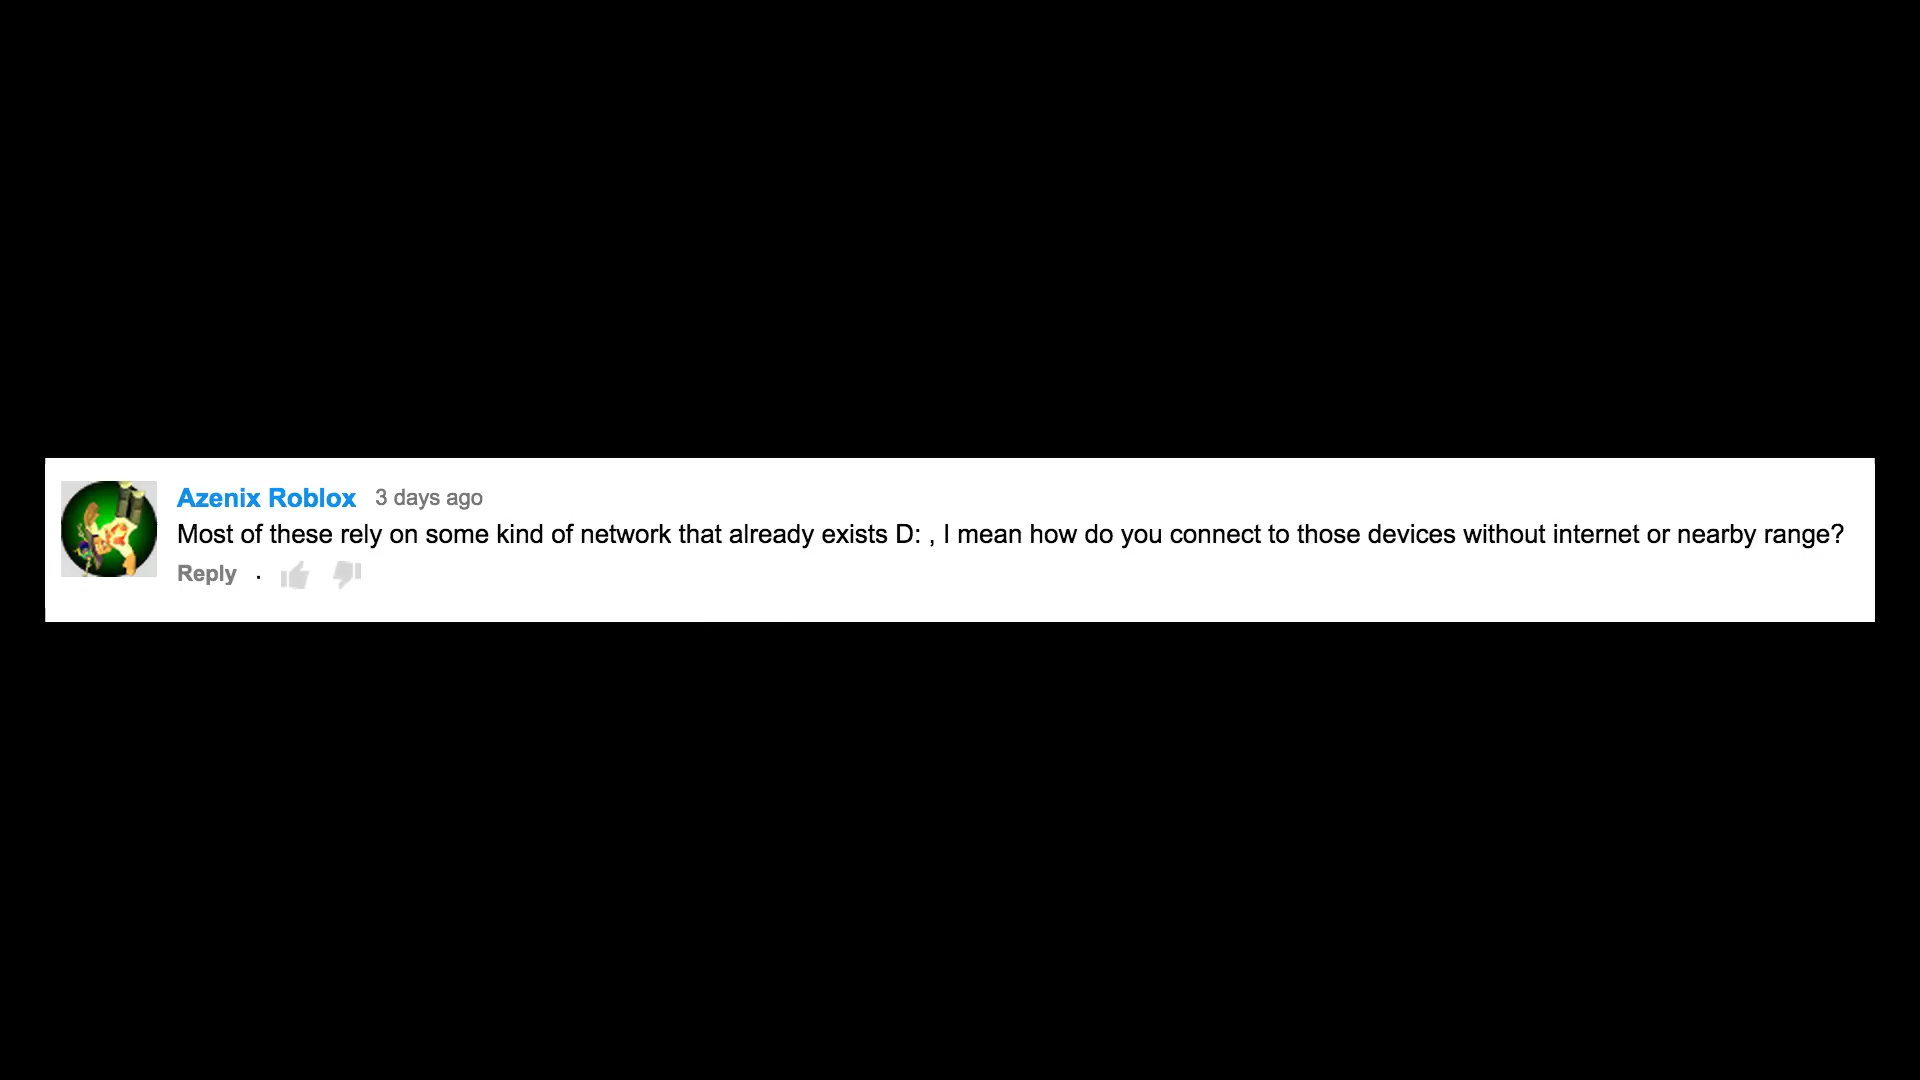 Azenix Roblox 3 days ago
Most of these rely on some kind of network that already exists D: , I mean how do you connect to those devices without internet or nearby range?
Reply .